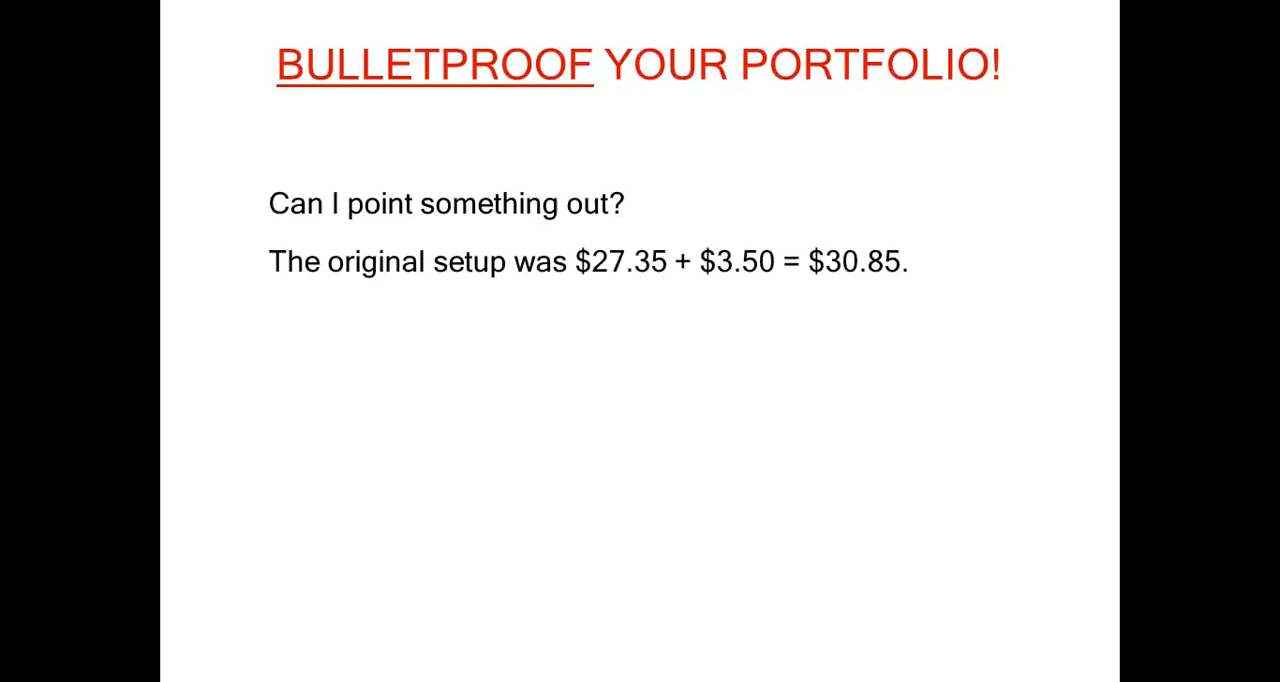 BULLETPROOF YOUR PORTFOLIO!
Can I point something out?
The original setup was $27.35 + $3.50 = $30.85.